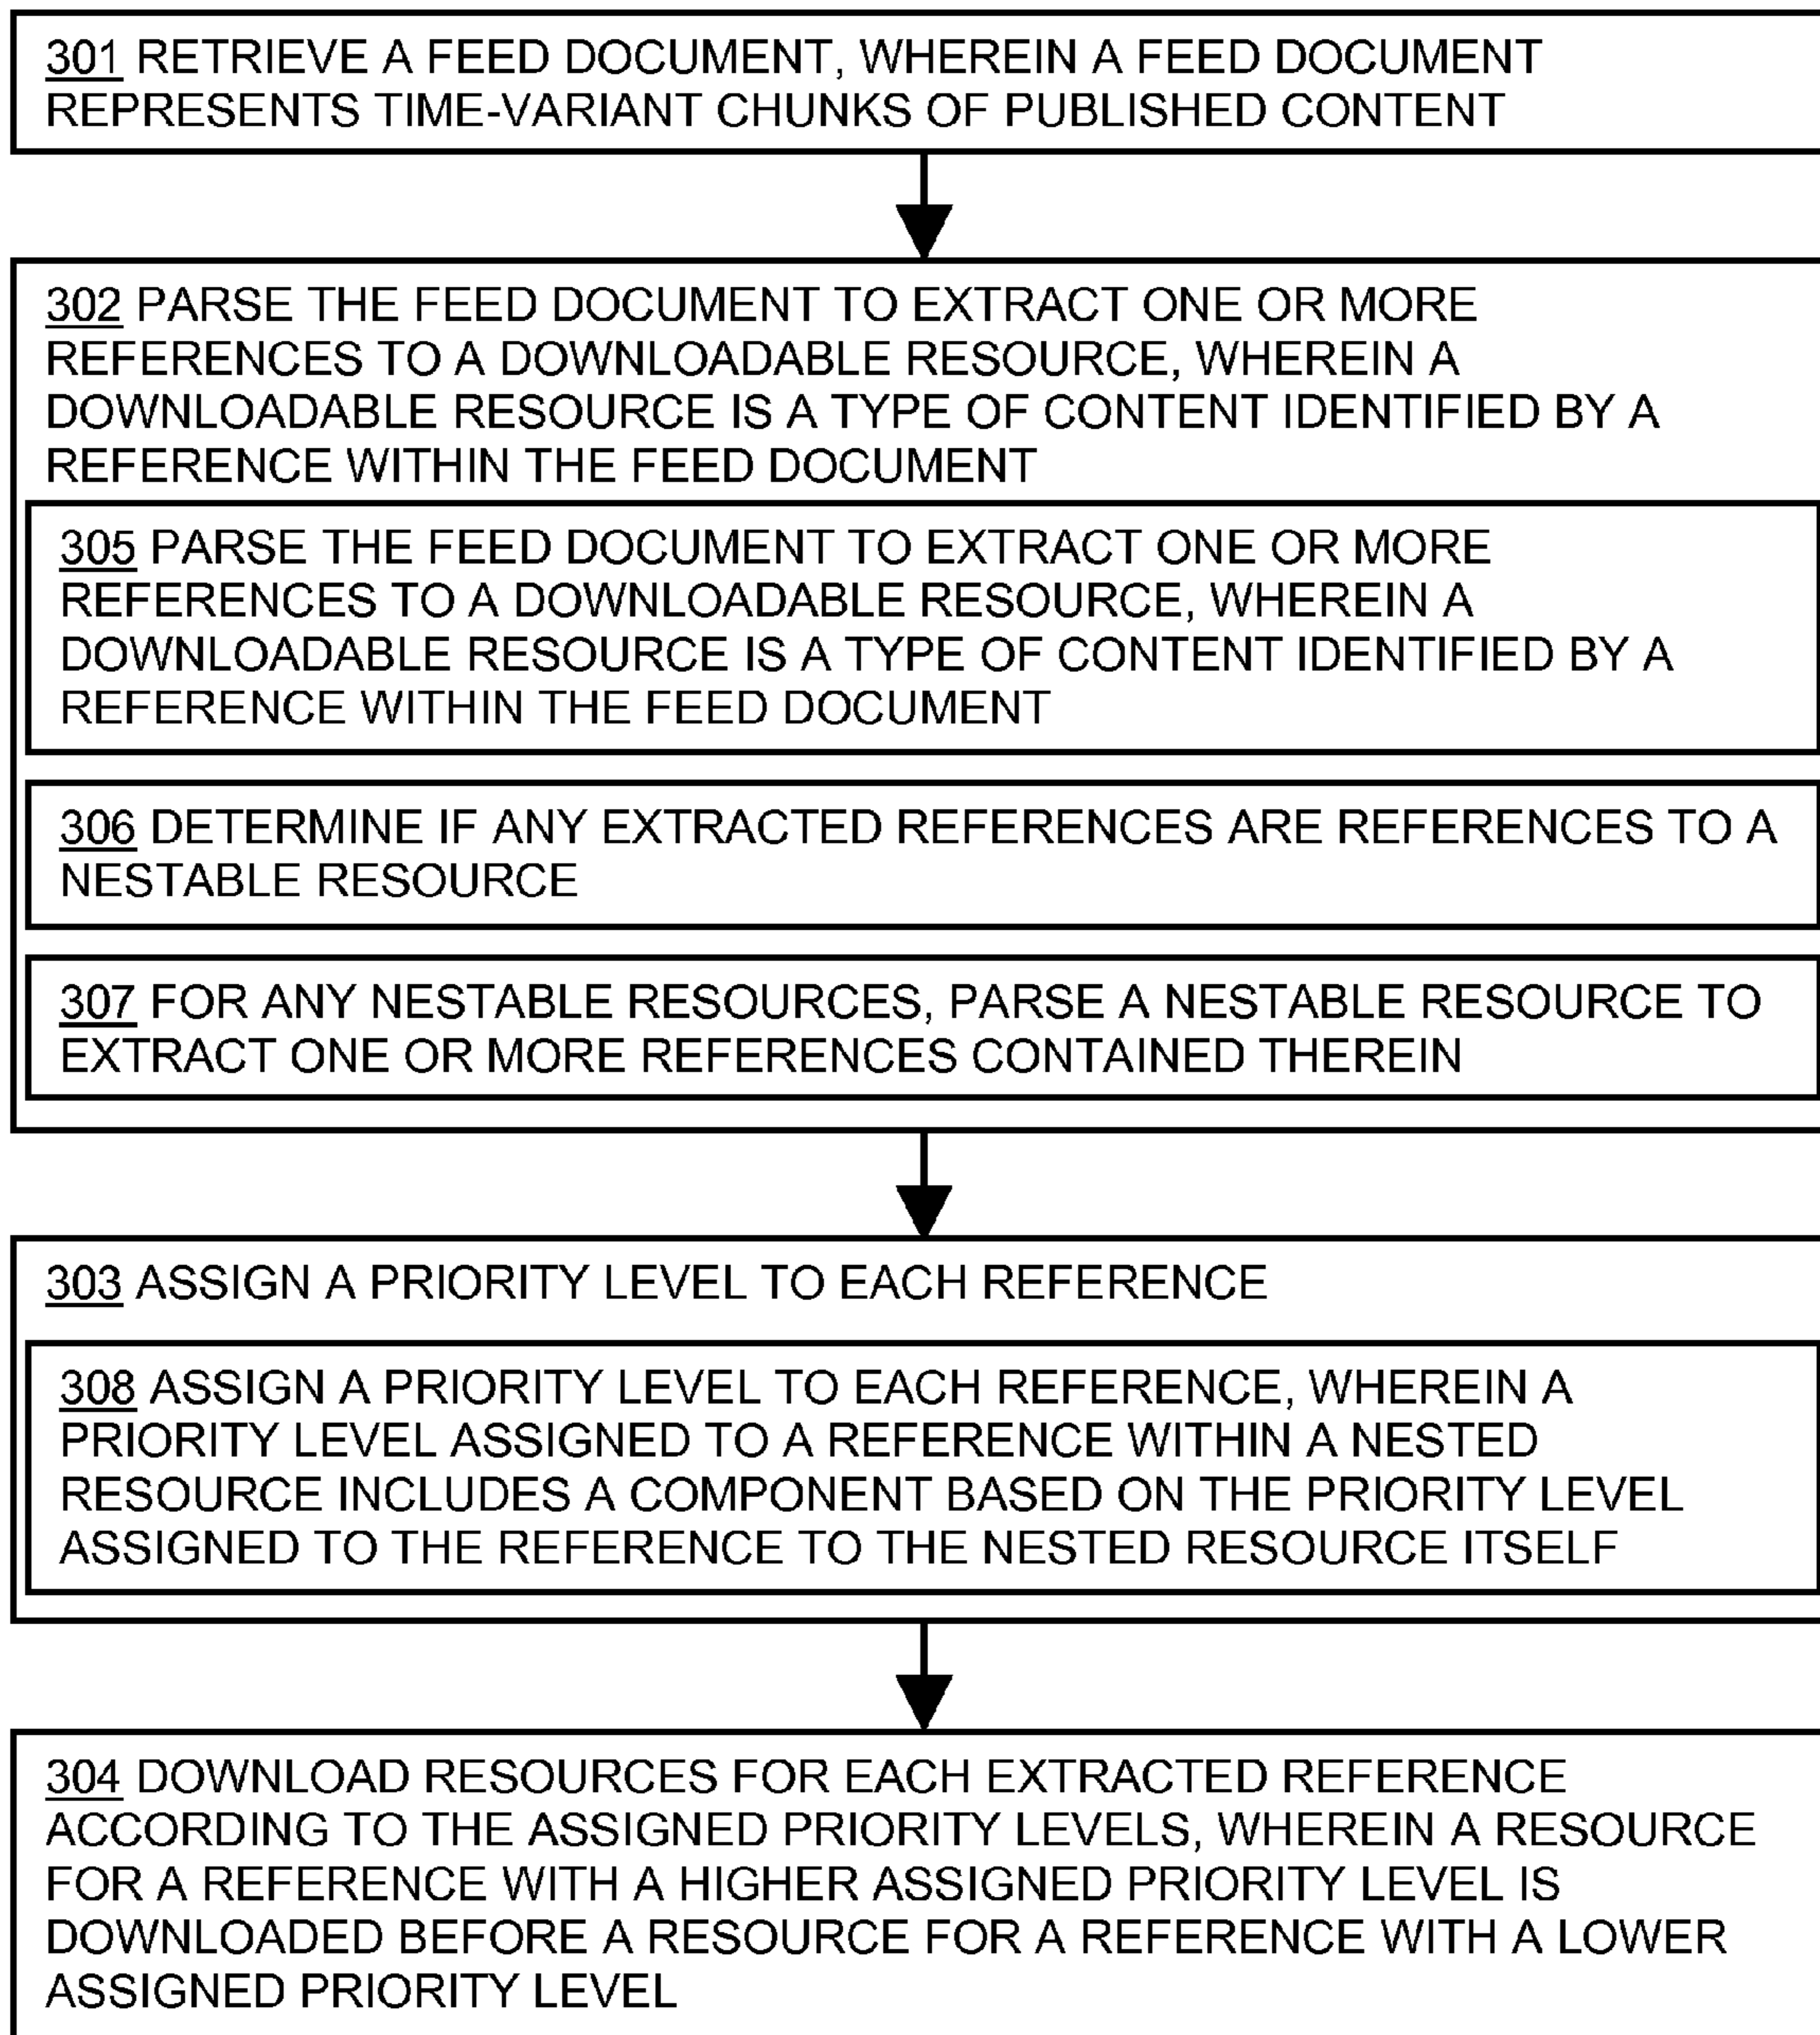 301 RETRIEVE A FEED DOCUMENT, WHEREIN A FEED DOCUMENT
REPRESENTS TIME-VARIANT CHUNKS OF PUBLISHED CONTENT
302 PARSE THE FEED DOCUMENT TO EXTRACT ONE OR MORE
REFERENCES TO A DOWNLOADABLE RESOURCE, WHEREIN A
DOWNLOADABLE RESOURCE IS A TYPE OF CONTENT IDENTIFIED BY A
REFERENCE WITHIN THE FEED DOCUMENT
305 PARSE THE FEED DOCUMENT TO EXTRACT ONE OR MORE
REFERENCES TO A DOWNLOADABLE RESOURCE, WHEREIN A
DOWNLOADABLE RESOURCE IS A TYPE OF CONTENT IDENTIFIED BY A
REFERENCE WITHIN THE FEED DOCUMENT
306 DETERMINE IF ANY EXTRACTED REFERENCES ARE REFERENCES TO A
NESTABLE RESOURCE
307 FOR ANY NESTABLE RESOURCES, PARSE A NESTABLE RESOURCE TO
EXTRACT ONE OR MORE REFERENCES CONTAINED THEREIN
303 ASSIGN A PRIORITY LEVEL TO EACH REFERENCE
308 ASSIGN A PRIORITY LEVEL TO EACH REFERENCE, WHEREIN A
PRIORITY LEVEL ASSIGNED TO A REFERENCE WITHIN A NESTED
RESOURCE INCLUDES A COMPONENT BASED ON THE PRIORITY LEVEL
ASSIGNED TO THE REFERENCE TO THE NESTED RESOURCE ITSELF
304 DOWNLOAD RESOURCES FOR EACH EXTRACTED REFERENCE
ACCORDING TO THE ASSIGNED PRIORITY LEVELS, WHEREIN A RESOURCE
FOR A REFERENCE WITH A HIGHER ASSIGNED PRIORITY LEVEL IS
DOWNLOADED BEFORE A RESOURCE FOR A REFERENCE WITH A LOWER
ASSIGNED PRIORITY LEVEL